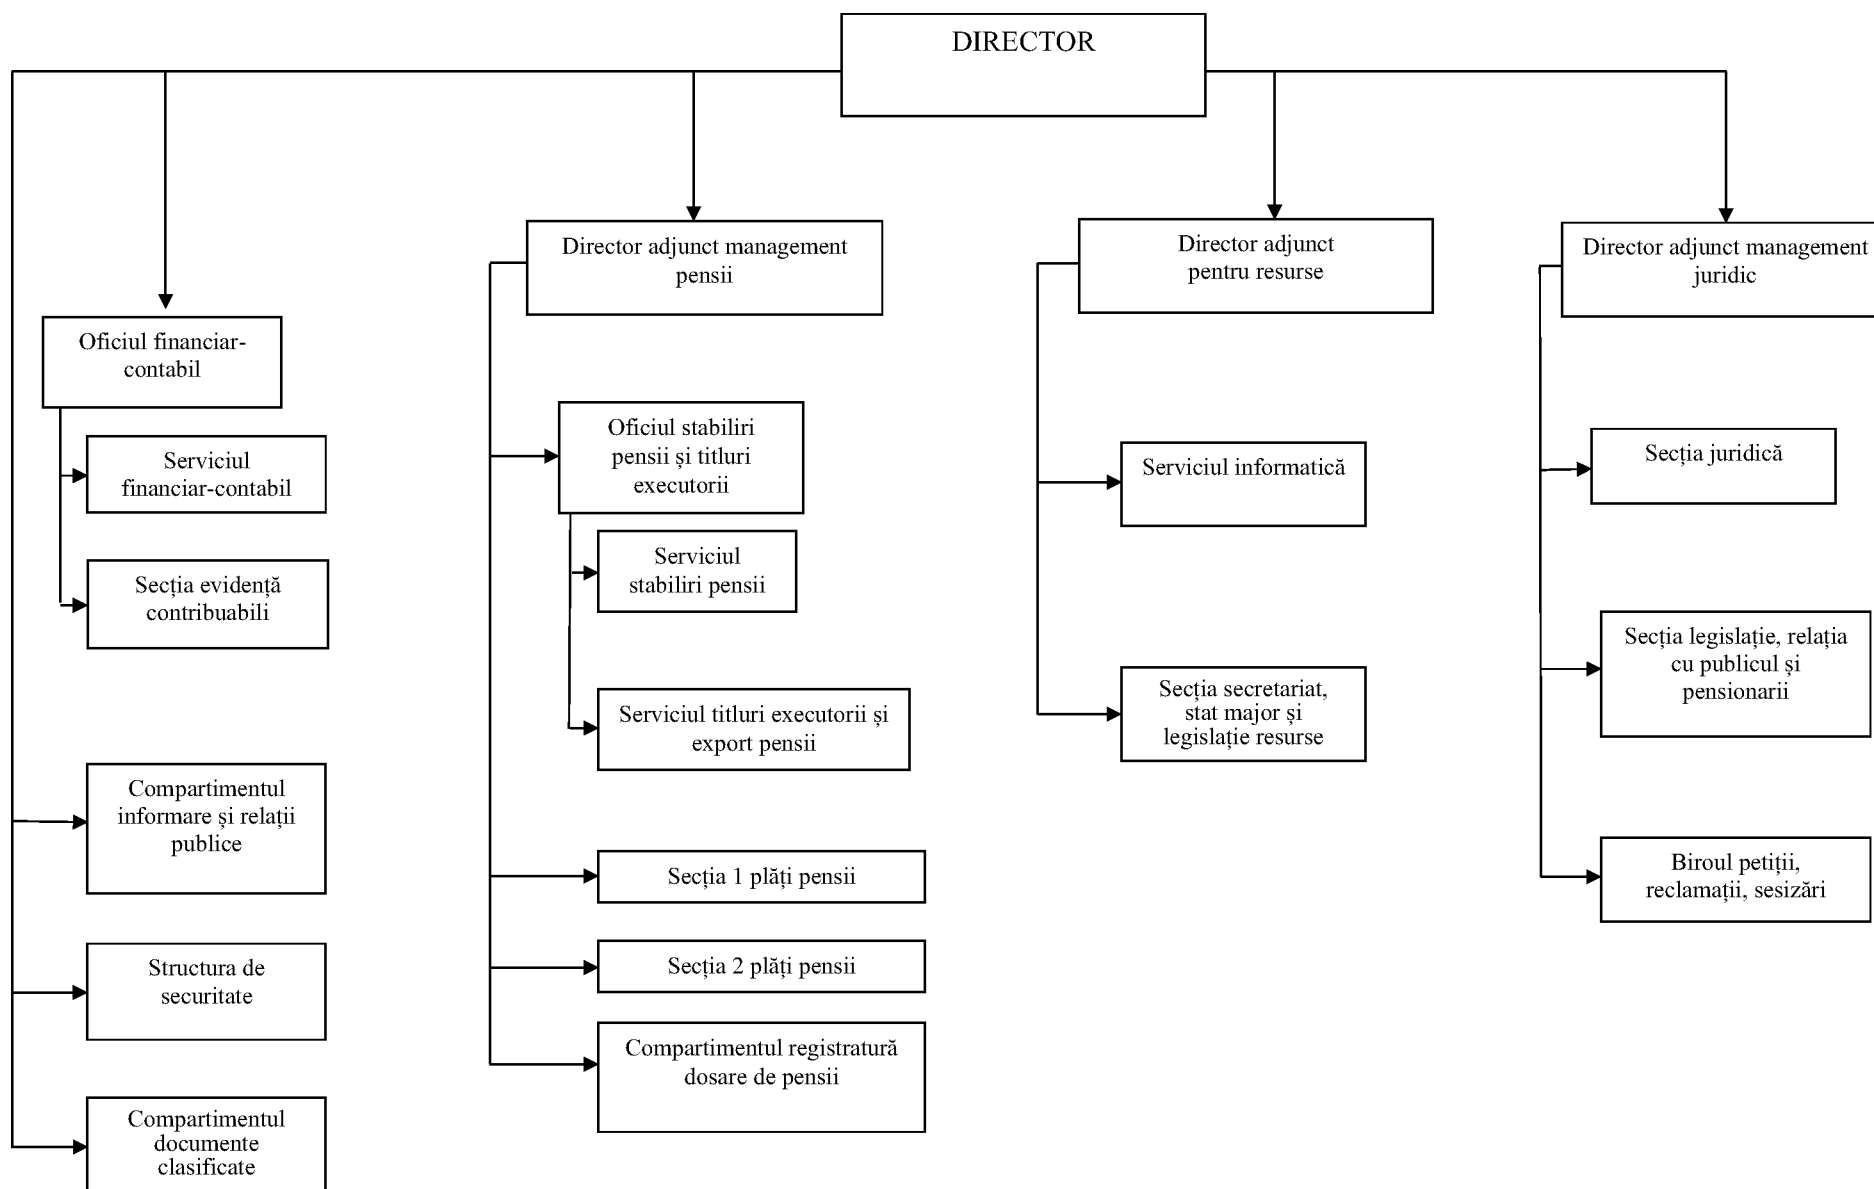 DIRECTOR
Oficiul financiar-
contabil
Serviciul
financiar-contabil
Secția evidență
contribuabili
Compartimentul
informare și relații
publice
Structura de
securitate
Compartimentul
documente
clasificate
Director adjunct management
pensii
Oficiul stabiliri
pensii și titluri
executorii
Serviciul
stabiliri pensii
Serviciul titluri executorii și
export pensii
Secția 1 plăți pensii
Secția 2 plăți pensii
Compartimentul registratură
dosare de pensii
Director adjunct
pentru resurse
Serviciul informatică
Secția secretariat,
stat major și
legislație resurse
Director adjunct management
juridic
Secția juridică
Secția legislație, relația
cu publicul și
pensionarii
Biroul petiții,
reclamații, sesizări